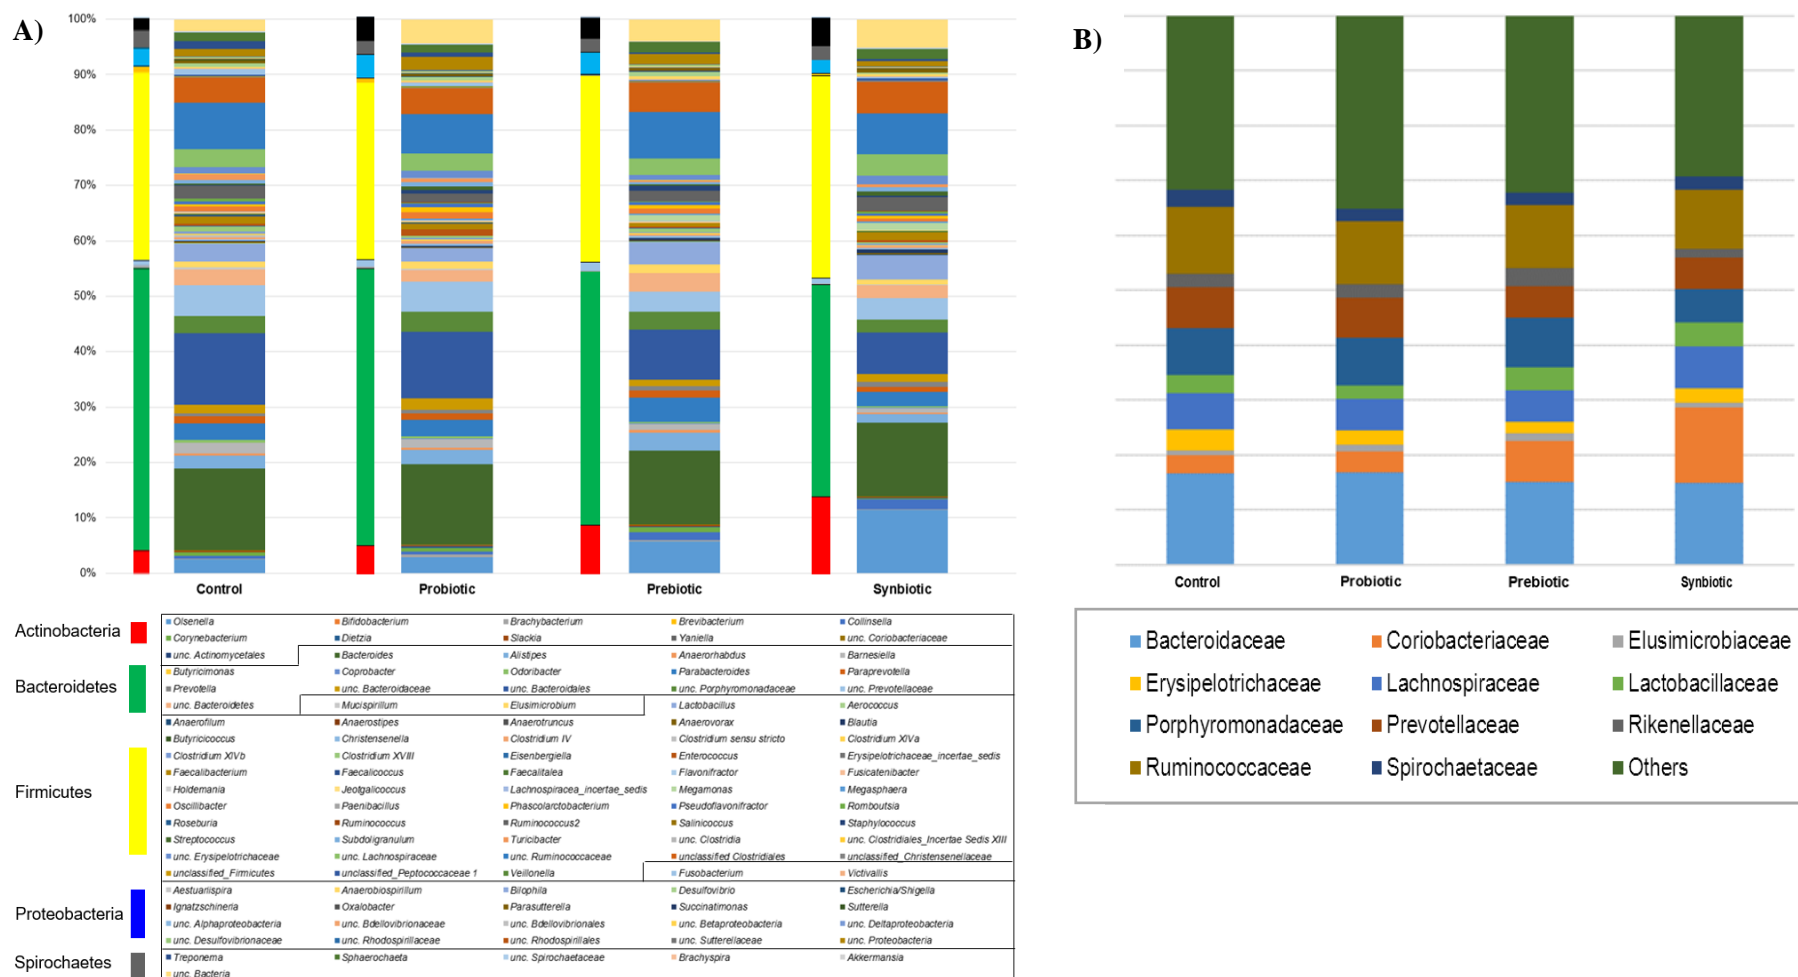 A)
100%
90%
80%
70%
60%
50%
40%
30%
20%
10%
0%
Control Probiotic Prebiotic Synbiotic
Actinobacteria
Bacteroidetes
Firmicutes
Proteobacteria
Spirochaetes
Olsenella Bifidobacterium Brachybacterium Brevibacterium Collinsella
Corynebacterium Dietzia Slackia Yaniella unc. Coriobacteriaceae
unc. Actinomycetales Bacteroides Alistipes Anaerorhabdus Barnesiella
Butyricimonas Coprobacter Odoribacter Parabacteroides Paraprevotella
Prevotella unc. Bacteroidaceae unc. Bacteroidales unc. Porphyromonadaceae unc. Prevotellaceae
unc. Bacteroidetes Mucispirillum Elusimicrobium Lactobacillus Aerococcus
Anaerofilum Anaerostipes Anaerotruncus Anaerovorax Blautia
Butyricicoccus Christensenella Clostridium IV Clostridium sensu stricto Clostridium XIVa
Clostridium XIVb Clostridium XVIII Eisenbergiella Enterococcus Erysipelotrichaceae_incertae_sedis
Faecalibacterium Faecalicoccus Faecalitalea Flavonifractor Fusicatenibacter
Holdemania Jeotgalicoccus Lachnospiracea_incertae_sedis Megamonas Megasphaera
Oscillibacter Paenibacillus Phascolarctobacterium Pseudoflavonifractor Romboutsia
Roseburia Ruminococcus Ruminococcus2 Salinicoccus Staphylococcus
Streptococcus Subdoligranulum Turicibacter unc. Clostridia unc. Clostridiales_Incertae Sedis XIII
unc. Erysipelotrichaceae unc. Lachnospiraceae unc. Ruminococcaceae unclassified Clostridiales unclassified_Christensenellaceae
unclassified_Firmicutes unclassified_Peptococcaceae 1 Veillonella Fusobacterium Victivallis
Aestuariispira Anaerobiospirillum Bilophila Desulfovibrio Escherichia/Shigella
Ignatzschineria Oxalobacter Parasutterella Succinatimonas Sutterella
unc. Alphaproteobacteria unc. Bdellovibrionaceae unc. Bdellovibrionales unc. Betaproteobacteria unc. Deltaproteobacteria
unc. Desulfovibrionaceae unc. Rhodospirillaceae unc. Rhodospirillales unc. Sutterellaceae unc. Proteobacteria
Treponema Sphaerochaeta unc. Spirochaetaceae Brachyspira Akkermansia
unc. Bacteria
B)
Control Probiotic Prebiotic Synbiotic
Bacteroidaceae Coriobacteriaceae Elusimicrobiaceae
Erysipelotrichaceae Lachnospiraceae Lactobacillaceae
Porphyromonadaceae Prevotellaceae Rikenellaceae
Ruminococcaceae Spirochaetaceae Others